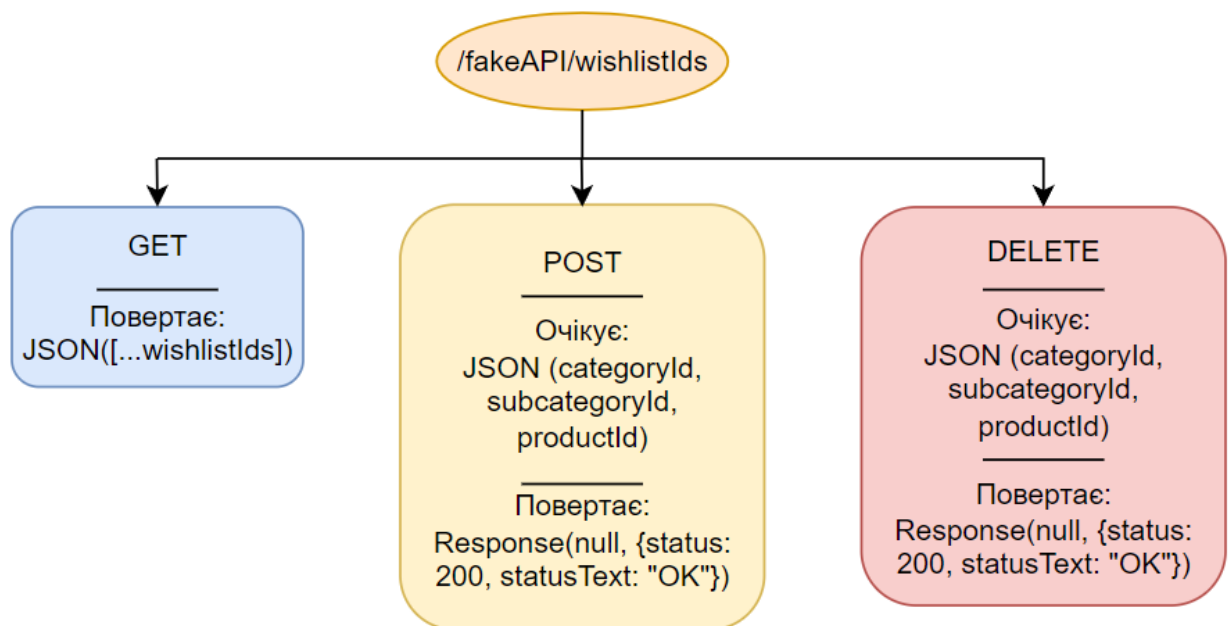 /fakeAPI/wishlistIds
GET
Повертає:
JSON([...wishlistIds])
POST
Очікує:
JSON (categoryId,
subcategoryId,
productId)
Повертає:
Response(null, {status:
200, statusText: "OK"})
DELETE
Очікує:
JSON (categoryId,
subcategoryId,
productId)
Повертає:
Response(null, {status:
200, statusText: "OK"})